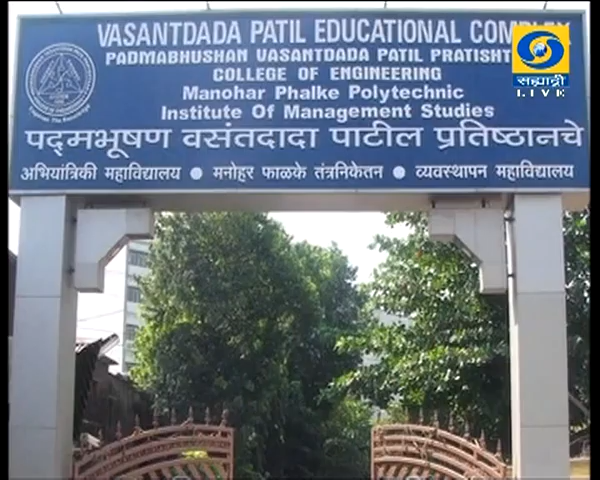 VASANTDADA PATIL EDUCATIONAL COMPLEX
PADMABHUSHAN VASANTDADA PATIL
COLLEGE OF ENGINEERING
Manohar Phalke Polytechnic
Institute Of Management Studies
पद्मभूषण वसंतदादा पाटील प्रतिष्ठानचे
अभियांत्रिकी महाविद्यालय ● मनोहर फाळके तंत्रनिकेतन ● व्यवस्थापन महाविद्यालय
सह्याद्री
LIVE